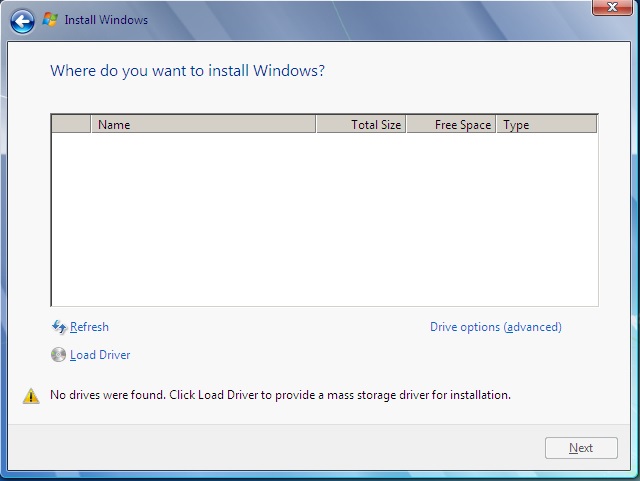 Install Windows
Where do you want to install Windows?
Name Total Size Free Space Type
Refresh Drive options (advanced)
Load Driver
No drives were found. Click Load Driver to provide a mass storage driver for installation.
Next